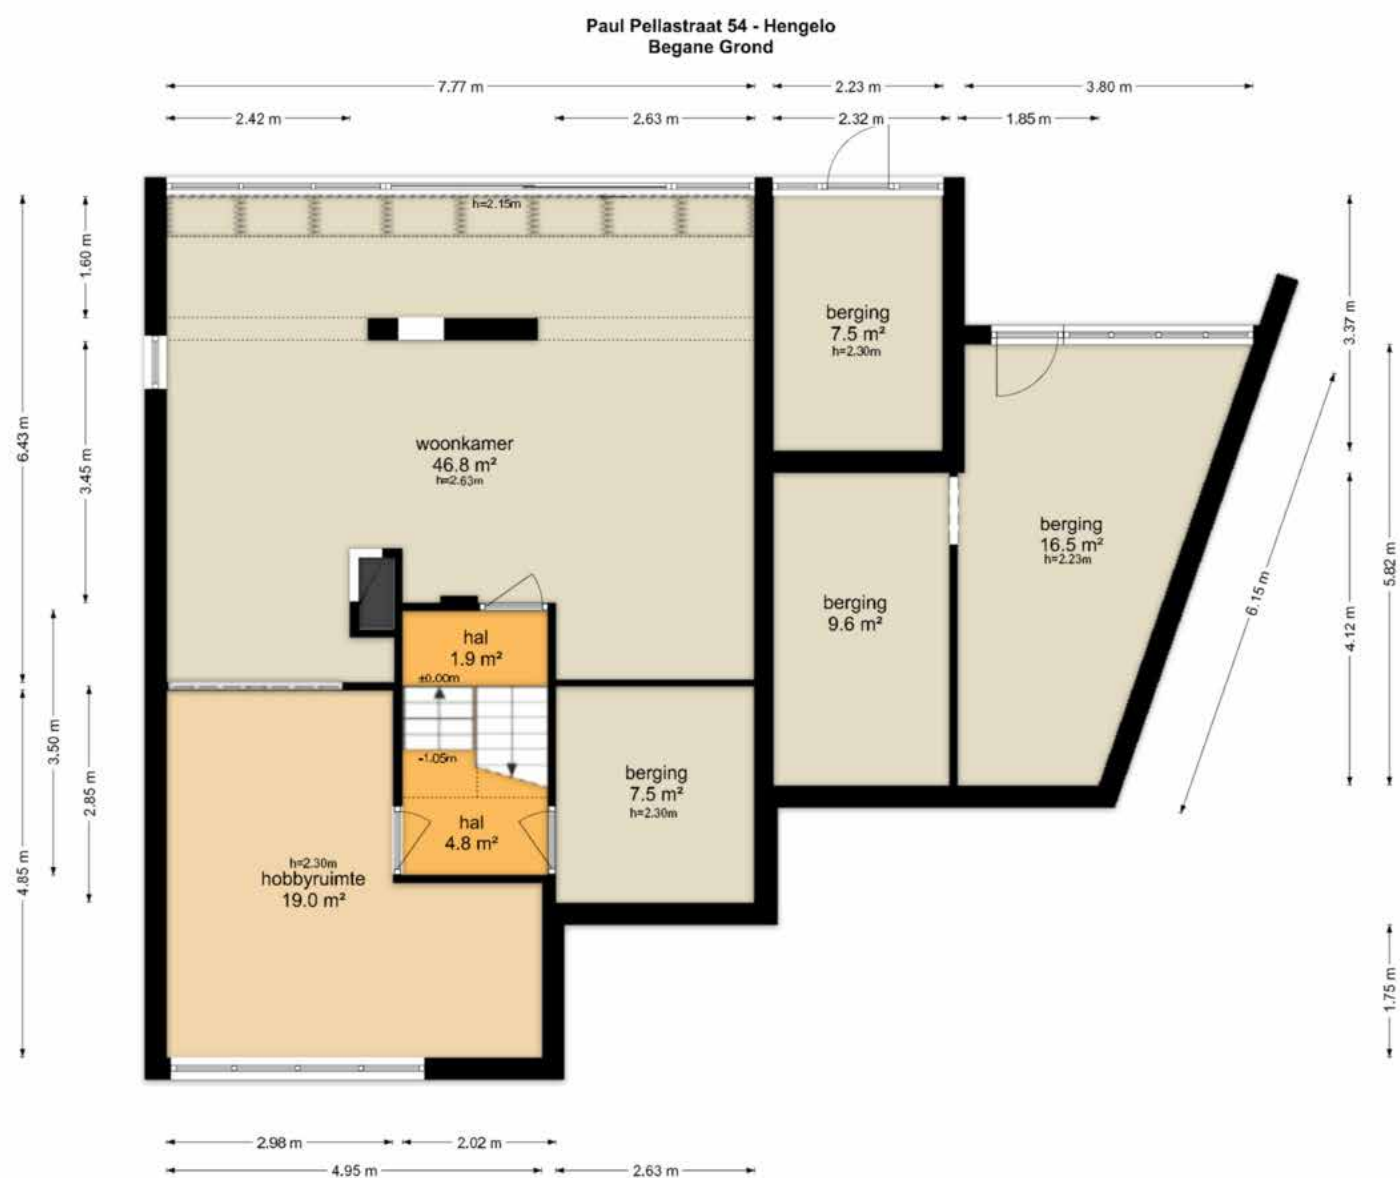 Paul Pellastraat 54 - Hengelo
Begane Grond
7.77 m
2.23 m
3.80 m
2.42 m
2.63 m
2.32 m
1.85 m
h=2.15m
6.43 m
1.60 m
3.45 m
3.37 m
berging
7.5 m²
h=2.30m
woonkamer
46.8 m²
h=2.63m
berging
16.5 m²
h=2.23m
5.82 m
6.15 m
berging
9.6 m²
4.12 m
hal
1.9 m²
±0.00m
3.50 m
-1.05m
2.85 m
berging
7.5 m²
h=2.30m
hal
4.8 m²
4.85 m
h=2.30m
hobbyruimte
19.0 m²
1.75 m
2.98 m
2.02 m
4.95 m
2.63 m